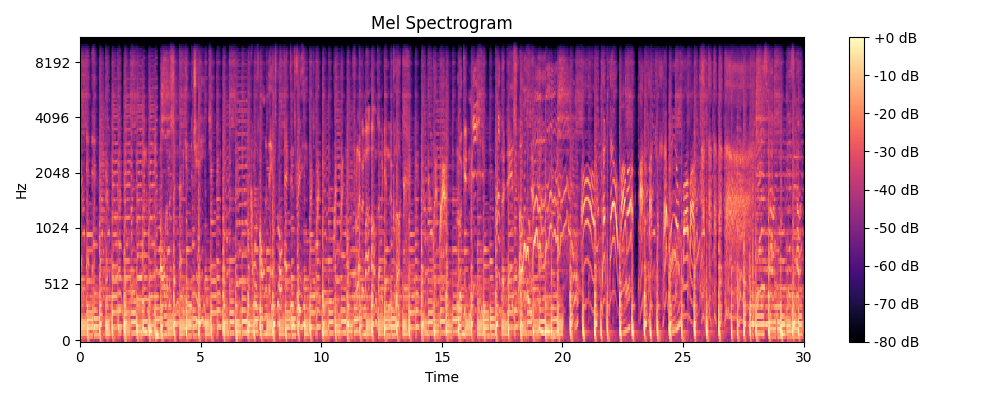 Mel Spectrogram
+0 dB
8192
-10 dB
4096
-20 dB
-30 dB
2048
-40 dB
Hz
1024
-50 dB
512
-60 dB
-70 dB
0
-80 dB
0 5 10 15 20 25 30
Time